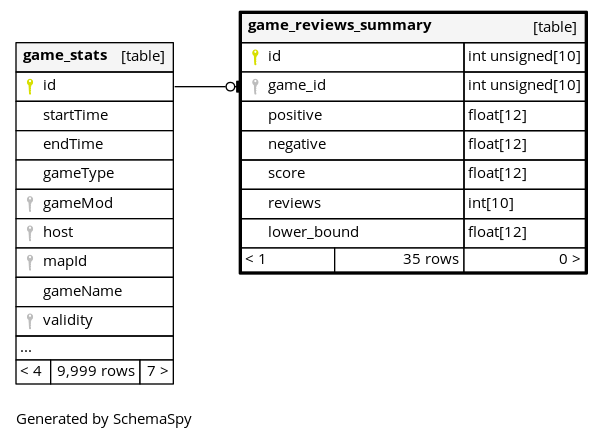 game_stats [table]
id
startTime
endTime
gameType
gameMod
host
mapId
gameName
validity
...
< 4 9,999 rows 7 >
game_reviews_summary [table]
id int unsigned[10]
game_id int unsigned[10]
positive float[12]
negative float[12]
score float[12]
reviews int[10]
lower_bound float[12]
< 1 35 rows 0 >
Generated by SchemaSpy